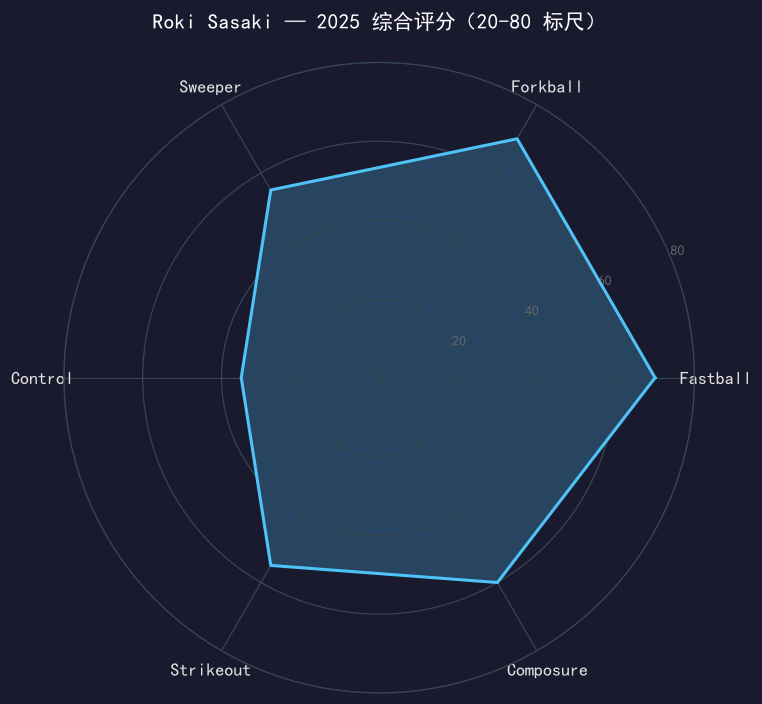 Roki Sasaki — 2025 综合评分（20-80 标尺）
Sweeper
Forkball
80
60
40
20
Control
Fastball
Strikeout
Composure